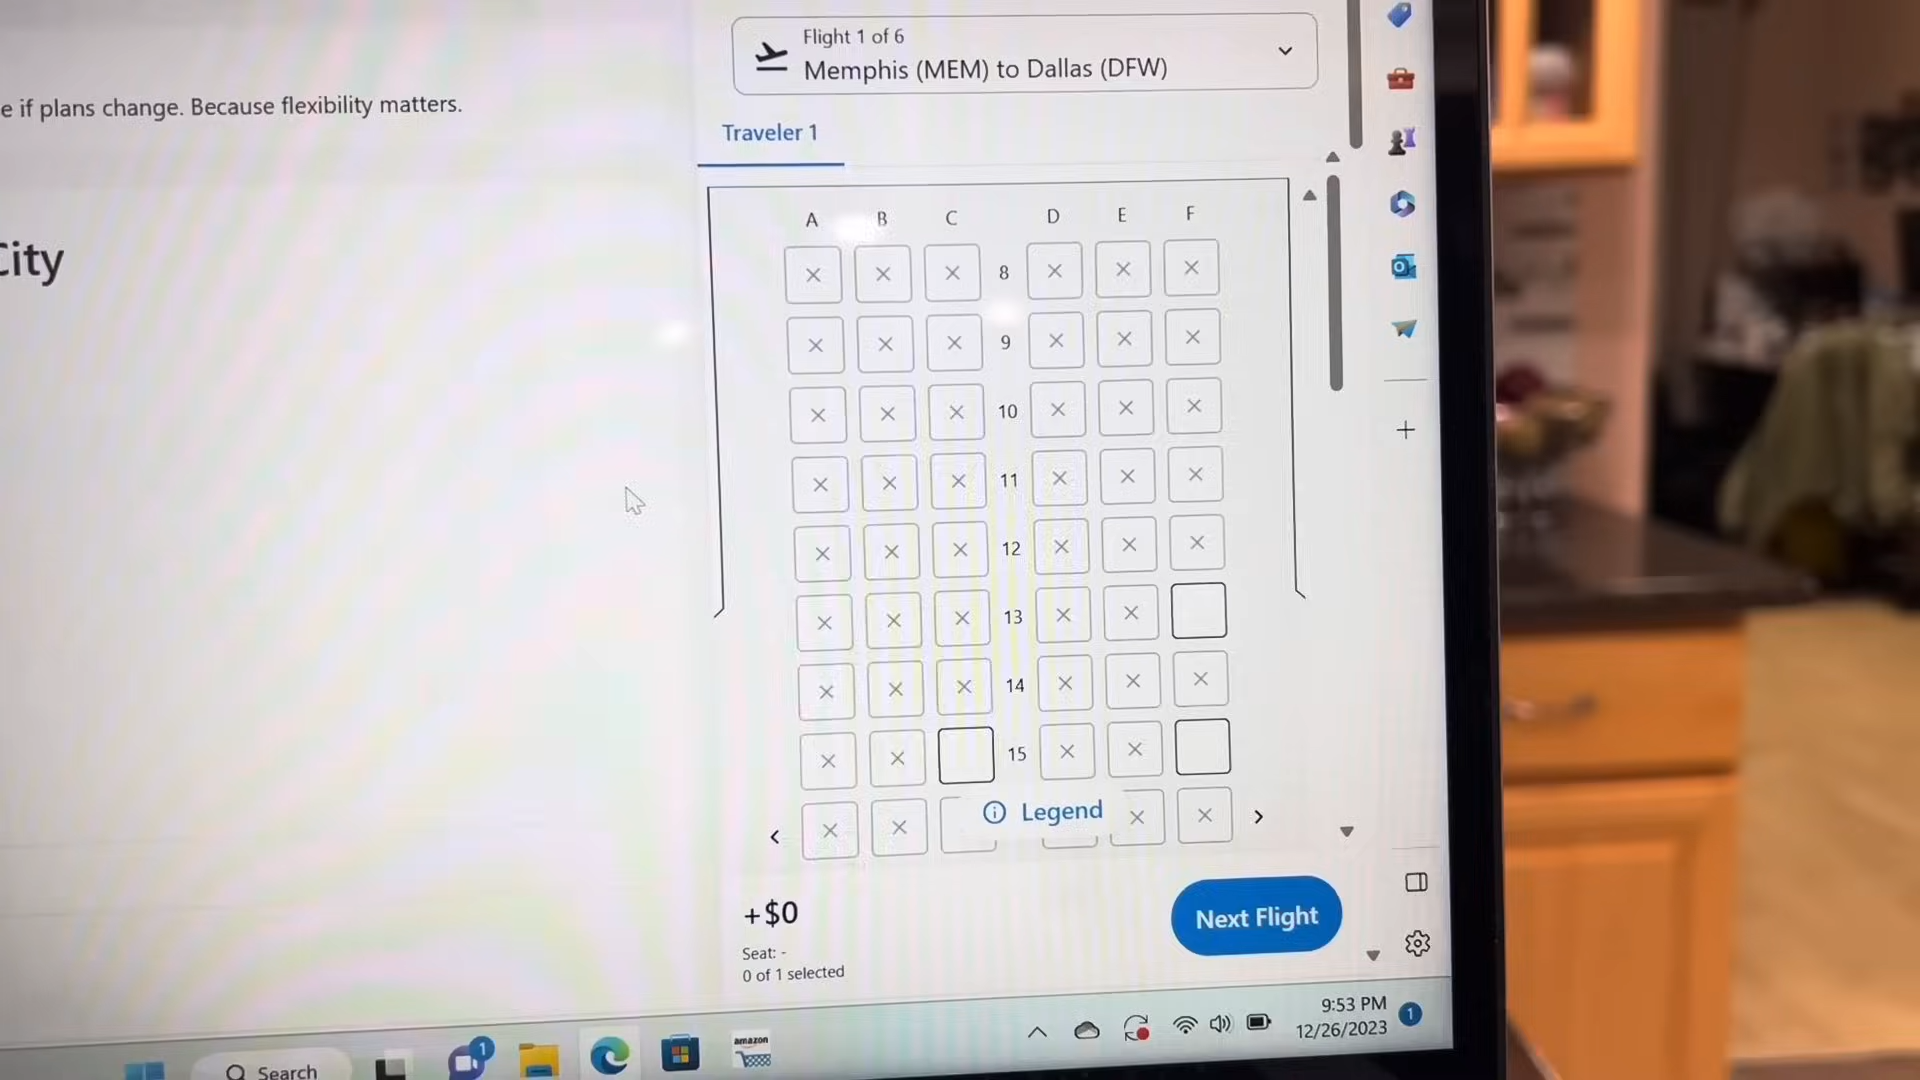 Flight 1 of 6
Memphis (MEM) to Dallas (DFW)
e if plans change. Because flexibility matters.
Traveler 1
City
A B C D E F
8
9
10
11
12
13
14
15
Legend
+$0
Seat: -
0 of 1 selected
Next Flight
9:53 PM
12/26/2023
1
1
Search
amazon